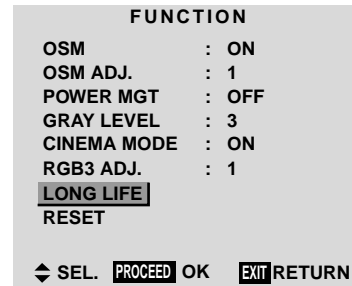 FUNCTION
OSM : ON
OSM ADJ. : 1
POWER MGT : OFF
GRAY LEVEL : 3
CINEMA MODE : ON
RGB3 ADJ. : 1
LONG LIFE
RESET
SEL. PROCEED OK EXIT RETURN